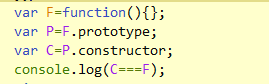 var F=function(){};
var P=F.prototype;
var C=P.constructor;
console.log(C===F);